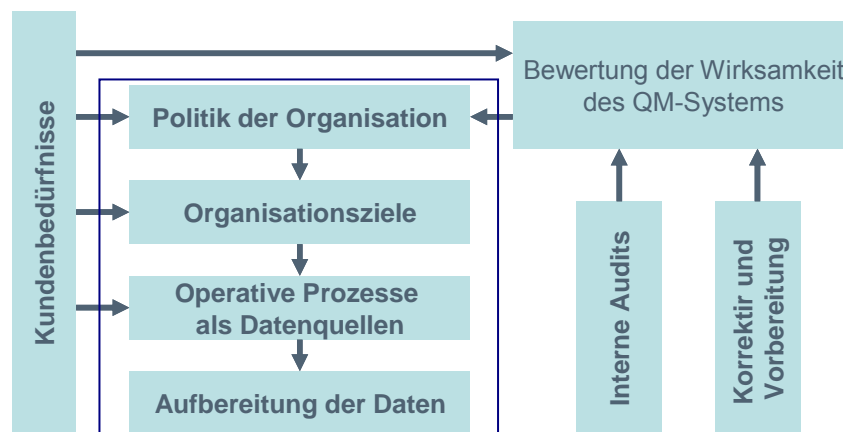 Kundenbedürfnisse
Politik der Organisation
Organisationsziele
Operative Prozesse
als Datenquellen
Aufbereitung der Daten
Bewertung der Wirksamkeit
des QM-Systems
Interne Audits
Korrektir und
Vorbereitung